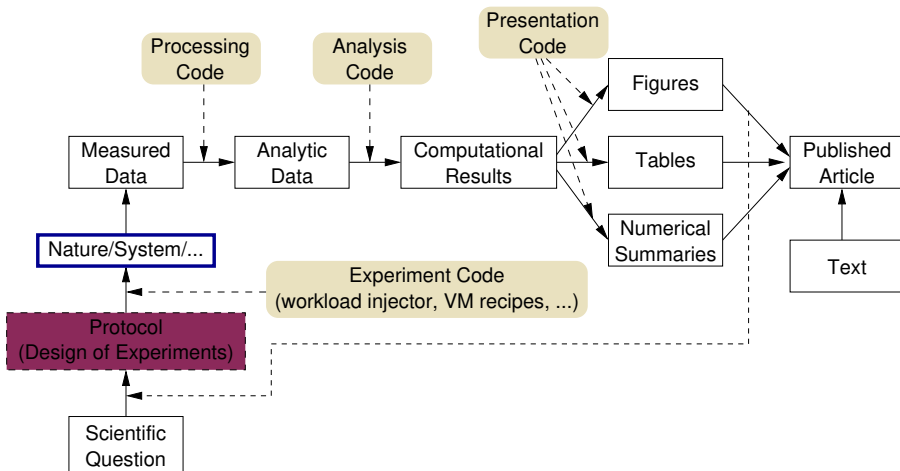 Processing
Code
Analysis
Code
Presentation
Code
Figures
Measured
Data
Analytic
Data
Computational
Results
Tables
Published
Article
Numerical
Summaries
Nature/System/...
Text
Experiment Code
(workload injector, VM recipes, ...)
Protocol
(Design of Experiments)
Scientific
Question